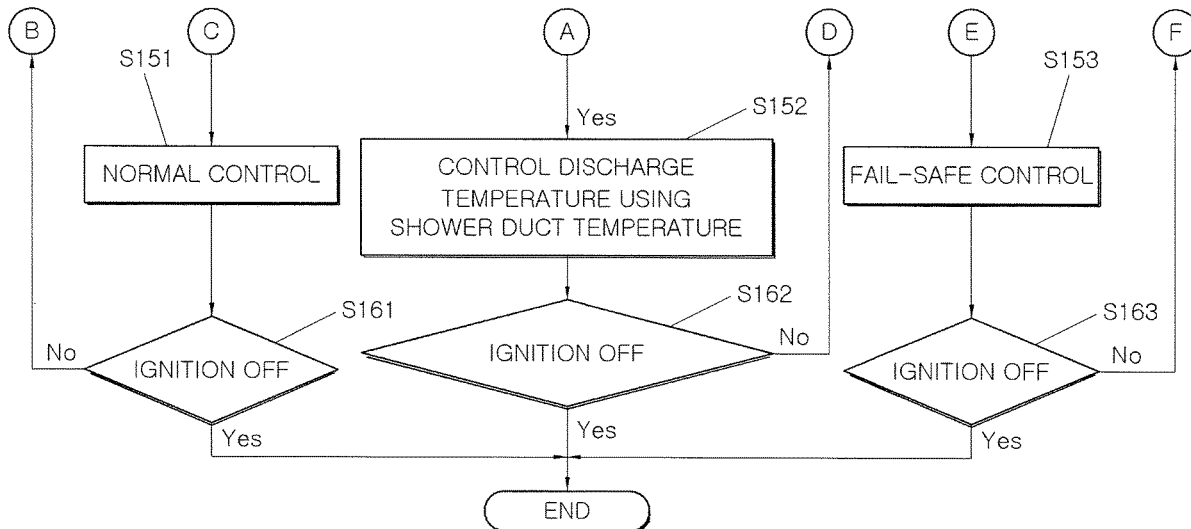 B
C
A
D
E
F
S151
S152
S153
Yes
NORMAL CONTROL
CONTROL DISCHARGE
TEMPERATURE USING
SHOWER DUCT TEMPERATURE
FAIL-SAFE CONTROL
S161
S162
S163
No
IGNITION OFF
IGNITION OFF
No
IGNITION OFF
No
Yes
Yes
Yes
END